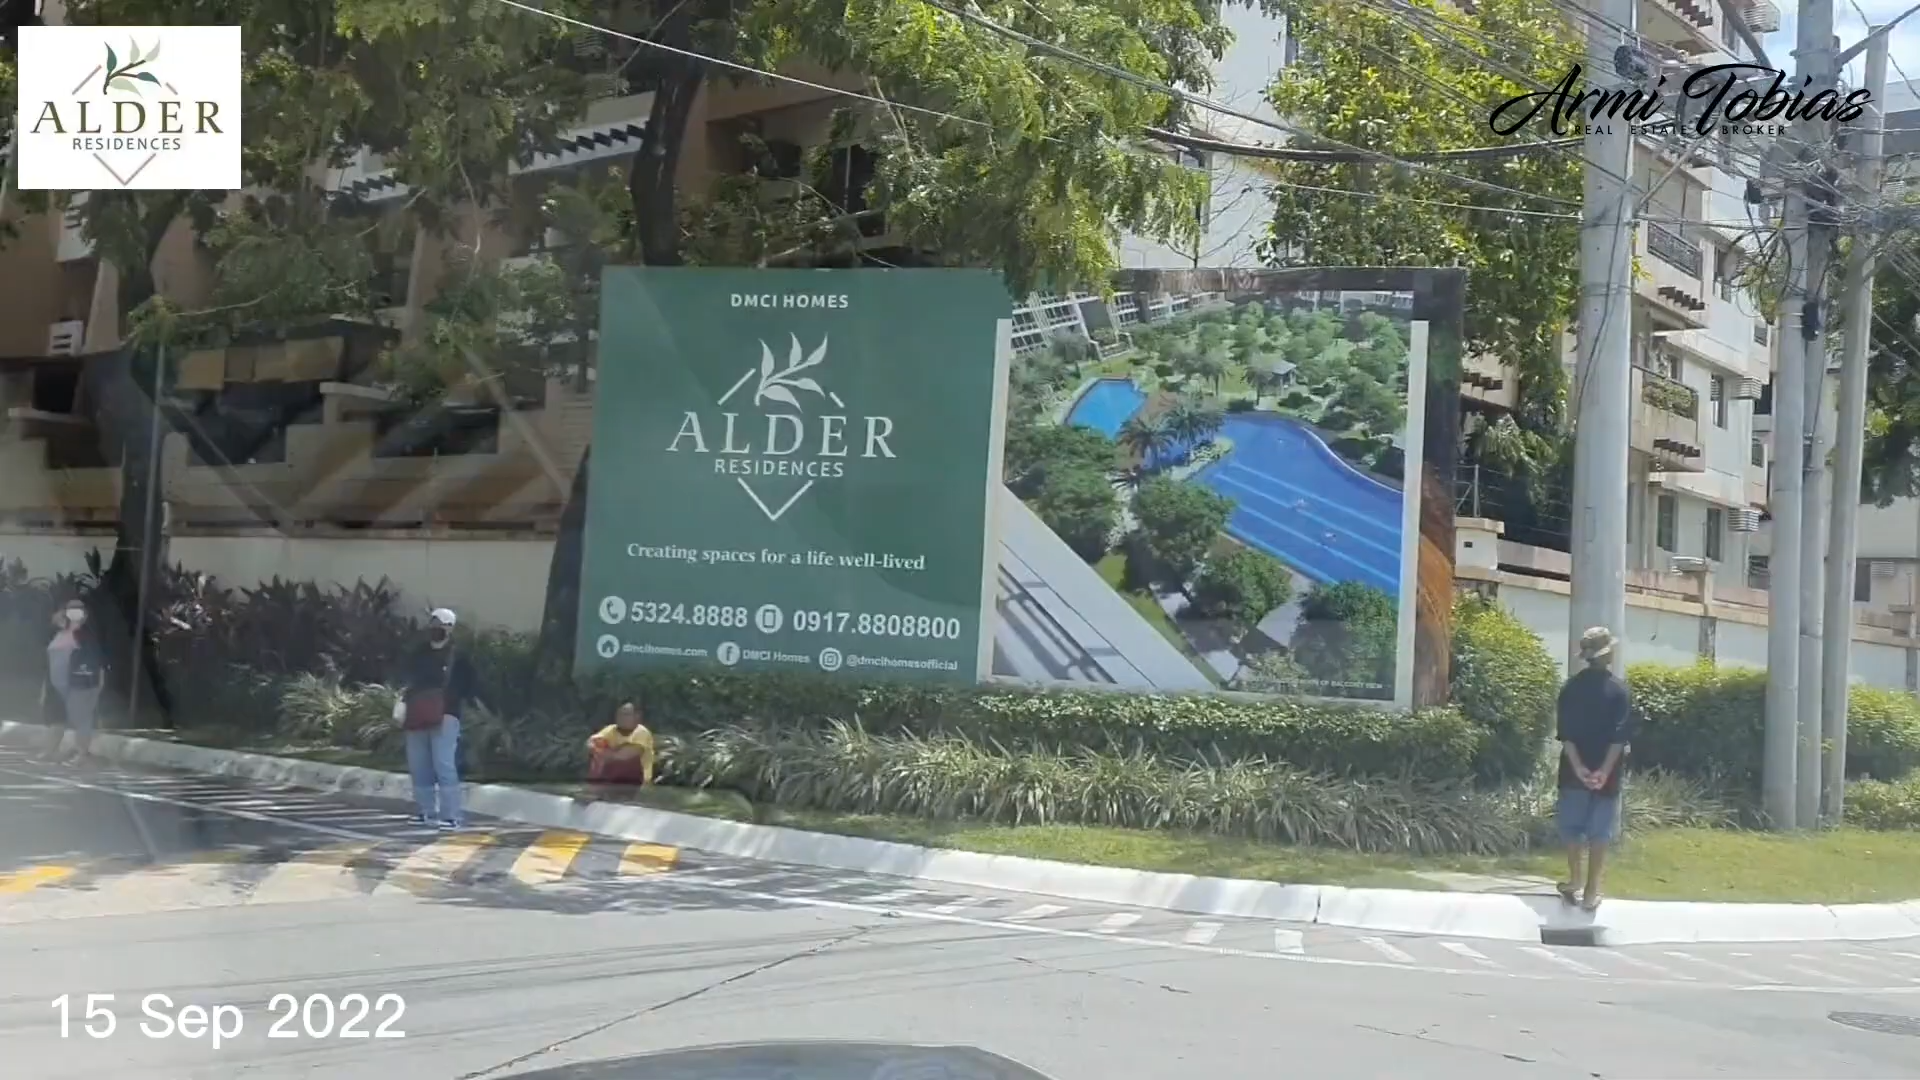 ALDER
RESIDENCES
Armi Tobias
REAL ESTATE BROKER
DMCI HOMES
ALDER
RESIDENCES
Creating spaces for a life well-lived
5324.8888 0917.8808800
dmcihomes.com DMCI Homes @dmcihomesofficial
15 Sep 2022